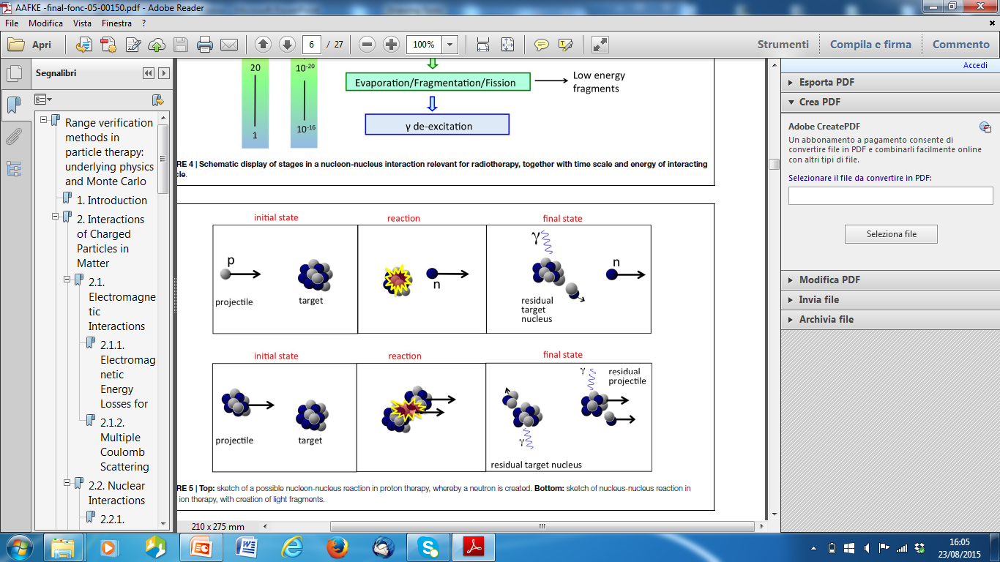 AAFKE -final-fonc-05-00150.pdf - Adobe Reader
File Modifica Vista Finestra ?
Apri
6 / 27
100%
Strumenti
Compila e firma
Commento
Segnalibri
Range verification
methods in
particle therapy:
underlying physics
and Monte Carlo
1. Introduction
2. Interactions
of Charged
Particles in
Matter
2.1.
Electromagne
tic
Interactions
2.1.1.
Electromag
netic
Energy
Losses for
2.1.2.
Multiple
Coulomb
Scattering
2.2. Nuclear
Interactions
2.2.1.
20
1
10-20
10-16
Evaporation/Fragmentation/Fission
Low energy
fragments
γ de-excitation
RE 4 | Schematic display of stages in a nucleon-nucleus interaction relevant for radiotherapy, together with time scale and energy of interacting
cle.
initial state
reaction
final state
p
projectile
target
n
γ
n
residual
target
nucleus
initial state
reaction
final state
projectile
target
γ
residual
projectile
γ
residual target nucleus
RE 5 | Top: sketch of a possible nucleon-nucleus reaction in proton therapy, whereby a neutron is created. Bottom: sketch of nucleus-nucleus reaction in
ion therapy, with creation of light fragments.
210 x 275 mm
Accedi
Esporta PDF
Crea PDF
Adobe CreatePDF
Un abbonamento a pagamento consente di
convertire file in PDF e combinarli facilmente online
con altri tipi di file.
Selezionare il file da convertire in PDF:
Seleziona file
Modifica PDF
Invia file
Archivia file
16:05
23/08/2015